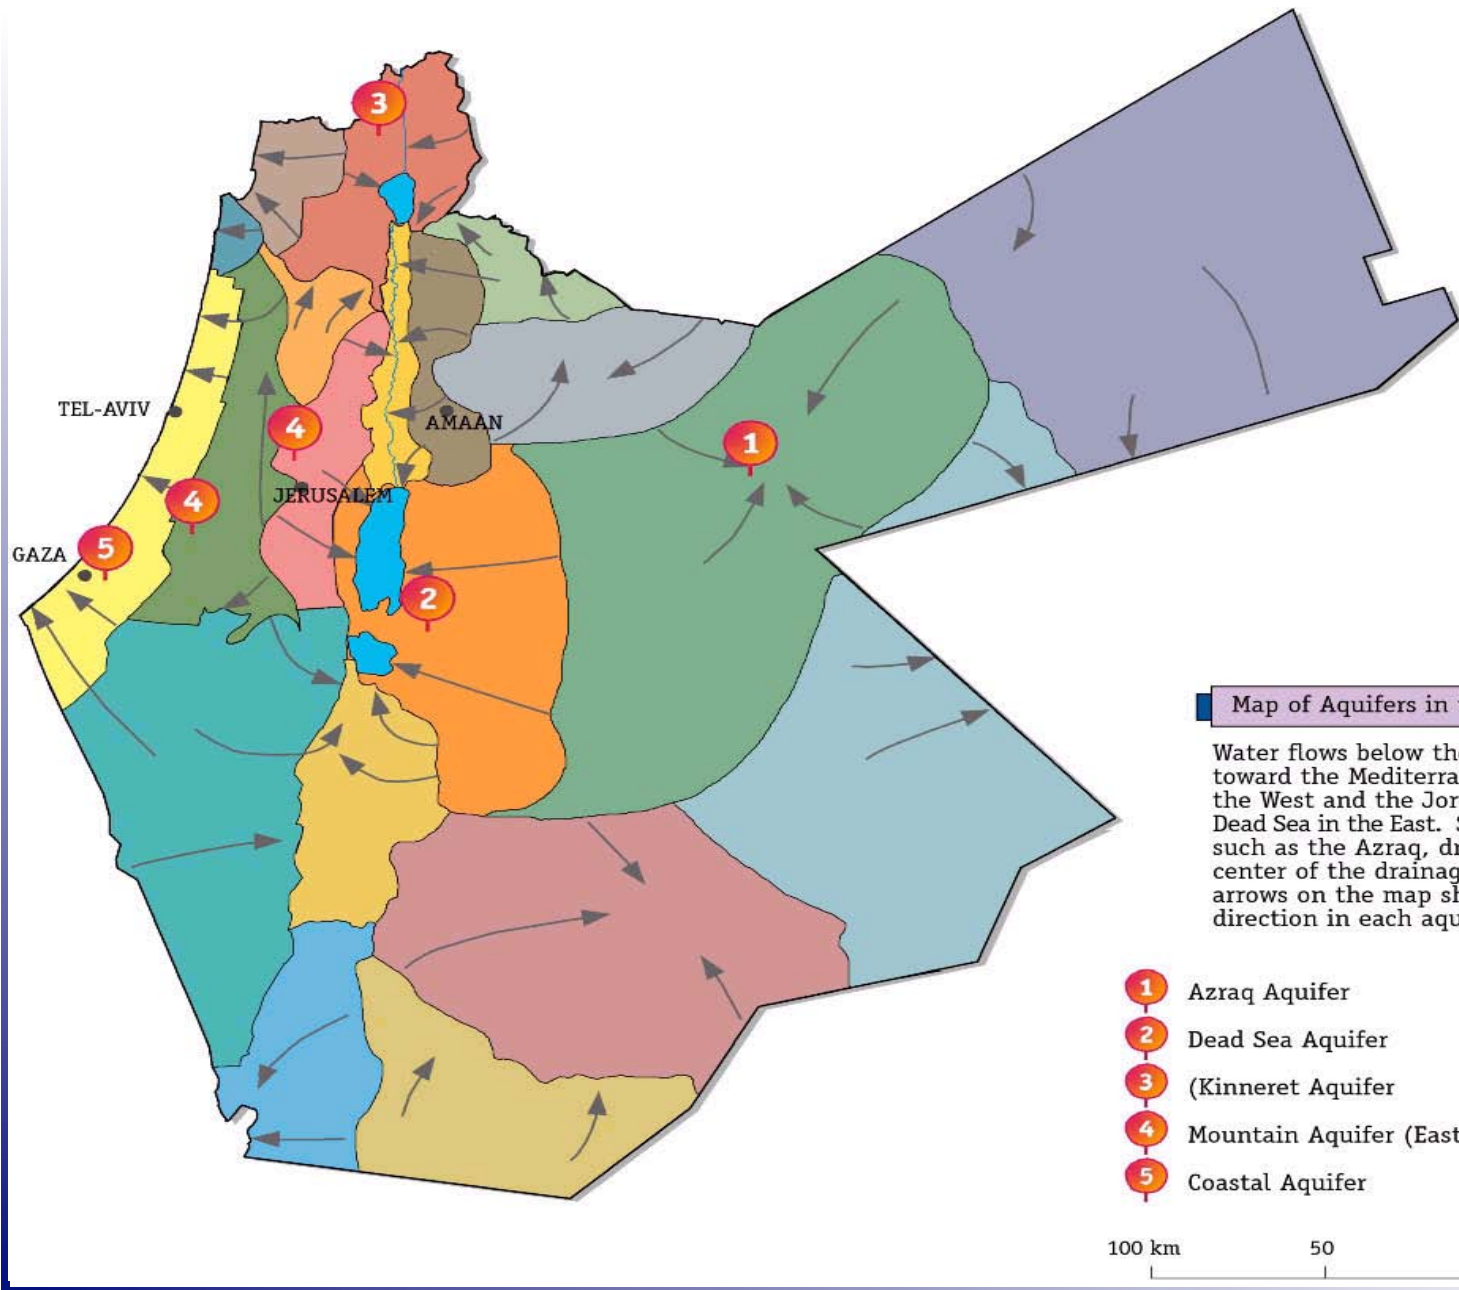 3
4
TEL-AVIV
AMAAN
1
4
JERUSALEM
5
GAZA
2
Map of Aquifers in
Water flows below the
toward the Mediterra
the West and the Jor
Dead Sea in the East. S
such as the Azraq, dr
center of the drainag
arrows on the map sh
direction in each aqu
1 Azraq Aquifer
2 Dead Sea Aquifer
3 (Kinneret Aquifer
4 Mountain Aquifer (East
5 Coastal Aquifer
100 km 50